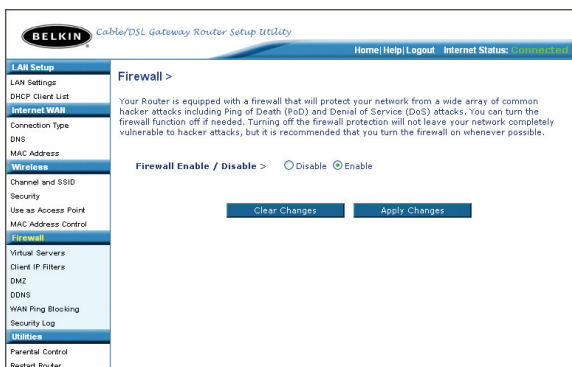 BELKIN
Cable/DSL Gateway Router Setup Utility
Home| Help| Logout Internet Status: Connected
LAN Setup
LAN Settings
DHCP Client List
Internet WAN
Connection Type
DNS
MAC Address
Wireless
Channel and SSID
Security
Use as Access Point
MAC Address Control
Firewall
Virtual Servers
Client IP Filters
DMZ
DDNS
WAN Ping Blocking
Security Log
Utilities
Parental Control
Restart Router
Firewall >
Your Router is equipped with a firewall that will protect your network from a wide array of common
hacker attacks including Ping of Death (PoD) and Denial of Service (DoS) attacks. You can turn the
firewall function off if needed. Turning off the firewall protection will not leave your network completely
vulnerable to hacker attacks, but it is recommended that you turn the firewall on whenever possible.
Firewall Enable / Disable > Disable Enable
Clear Changes Apply Changes